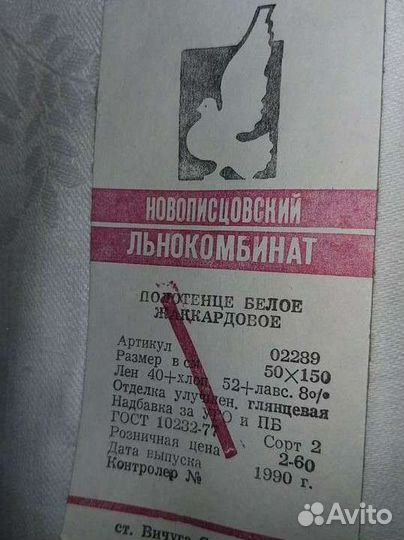 НОВОПИСЦОВСКИЙ
ЛЬНОКОМБИНАТ
ПОЛОТЕНЦЕ БЕЛОЕ
ЖАККАРДОВОЕ
Артикул 02289
Размер в см 50×150
Лен 40+хлоп. 52+лавс. 8%
Отделка улучшен, глянцевая
Надбавка за УРО и ПБ
ГОСТ 10232-77 Сорт 2
Розничная цена 2-60
Дата выпуска 1990 г.
Контролер №
ст. Вичуга
Avito